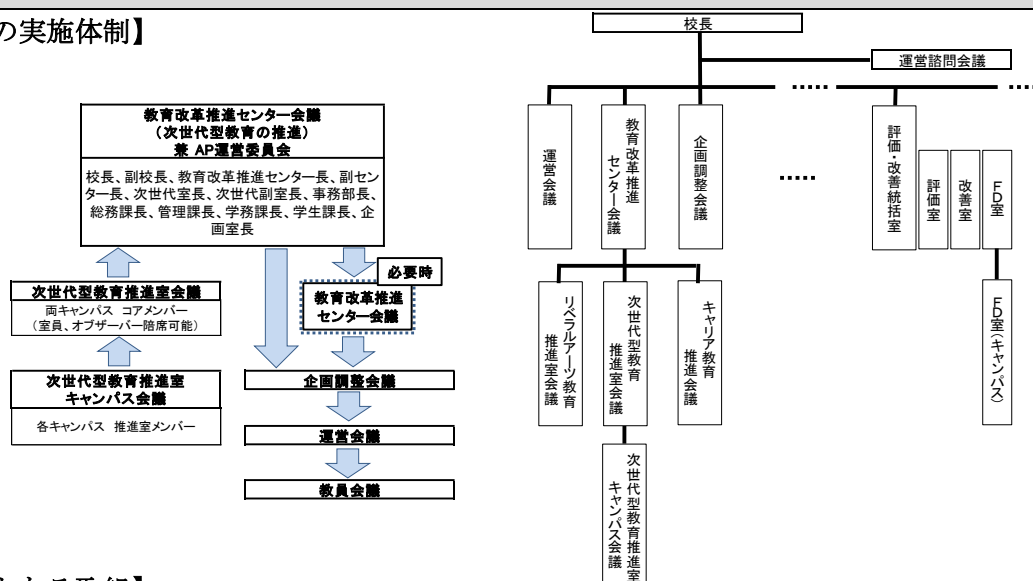 の実施体制】
教育改革推進センター会議
（次世代型教育の推進）
兼 AP運営委員会
校長、副校長、教育改革推進センター長、副セン
ター長、次世代室長、次世代副室長、事務部長、
総務課長、管理課長、学務課長、学生課長、企
画室長
必要時
教育改革推進
センター会議
次世代型教育推進室会議
両キャンパス コアメンバー
（室員、オブザーバー陪席可能）
次世代型教育推進室
キャンパス会議
各キャンパス 推進室メンバー
企画調整会議
運営会議
教員会議
校長
運営諮問会議
運営会議
教育改革推進
センター会議
企画調整会議
評価・改善統括室
評価室
改善室
FD室
リベラルアーツ教育
推進室会議
次世代型教育
推進室会議
キャリア教育
推進会議
FD室（キャンパス）
次世代型教育推進室
キャンパス会議